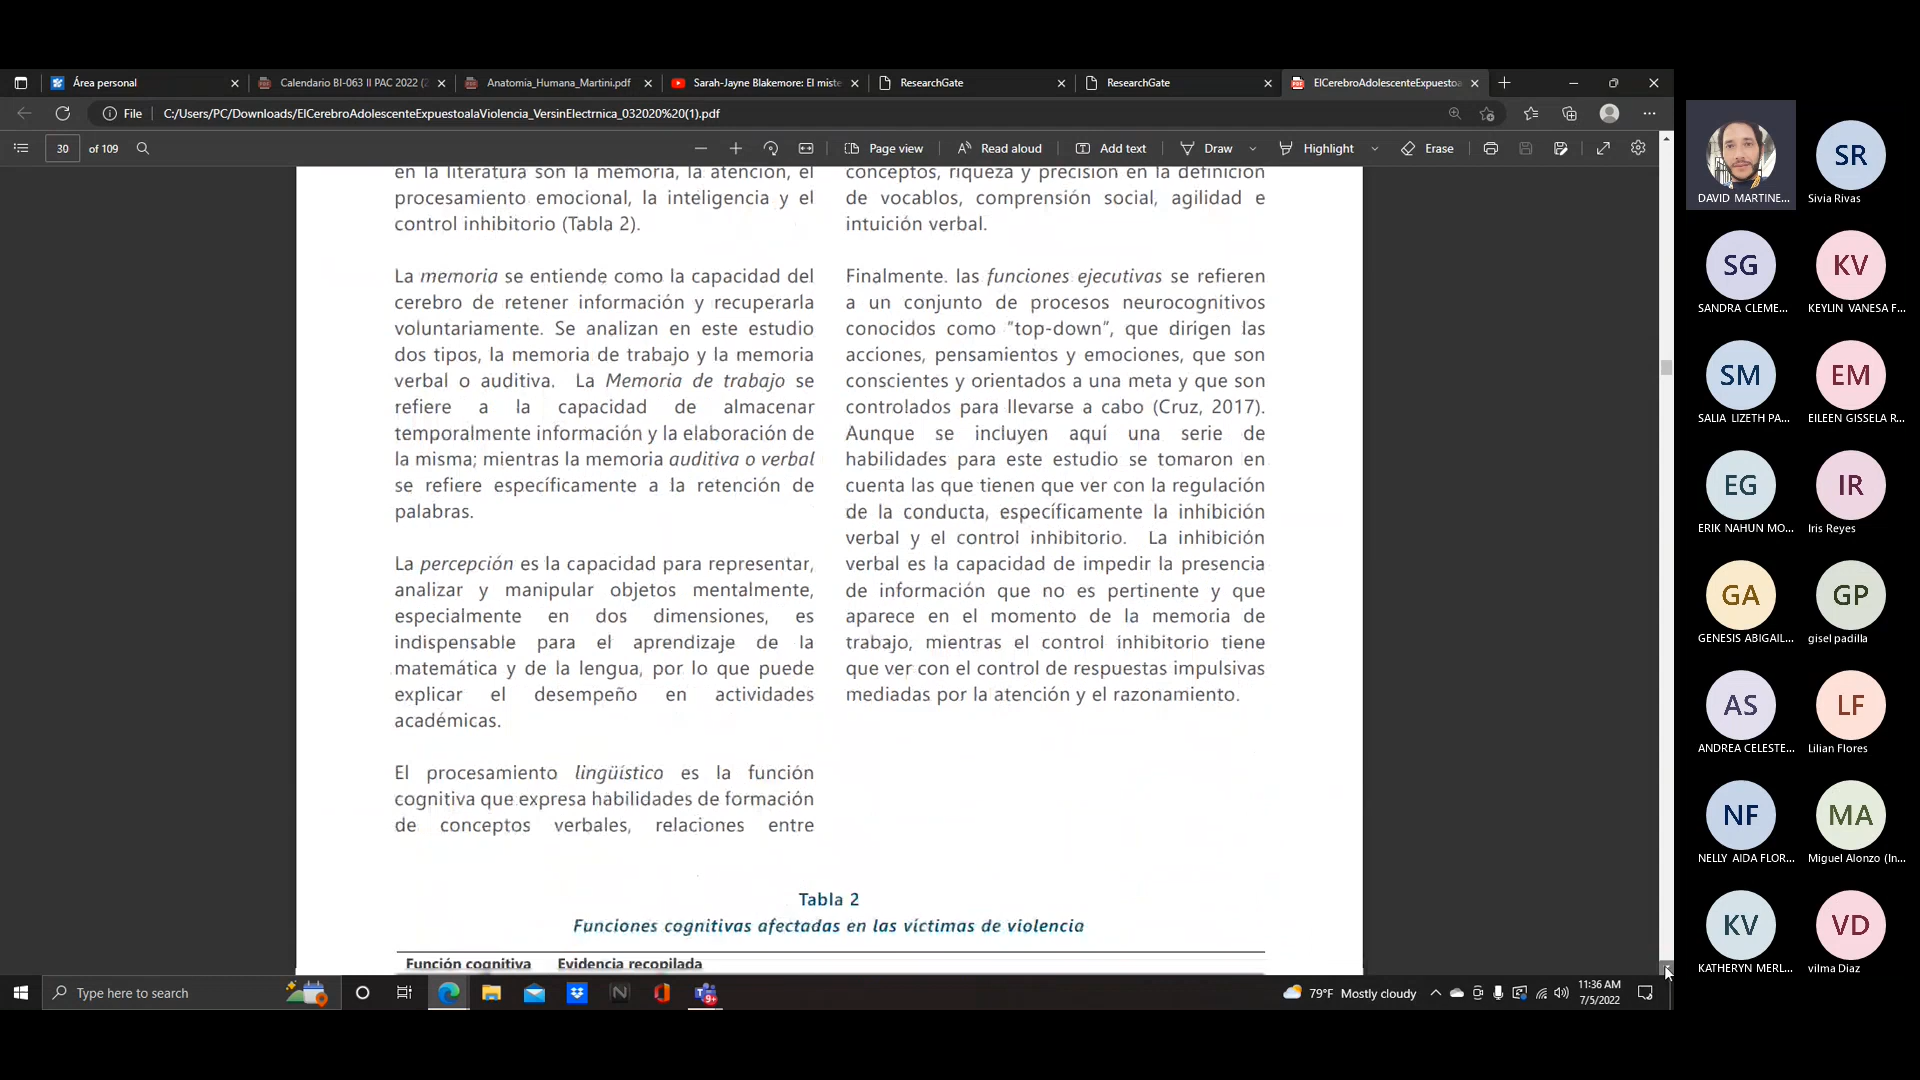 Área personal
Calendario BI-063 II PAC 2022 (2
Anatomia_Humana_Martini.pdf
Sarah-Jayne Blakemore: El miste
ResearchGate
ResearchGate
ElCerebroAdolescenteExpuestoa
File
C:/Users/PC/Downloads/ElCerebroAdolescenteExpuestoalaViolencia_VersinElectrnica_032020%20(1).pdf
30 of 109
Page view
Read aloud
Add text
Draw
Highlight
Erase
en la literatura son la memoria, la atención, el
procesamiento emocional, la inteligencia y el
control inhibitorio (Tabla 2).
La memoria se entiende como la capacidad del
cerebro de retener información y recuperarla
voluntariamente. Se analizan en este estudio
dos tipos, la memoria de trabajo y la memoria
verbal o auditiva. La Memoria de trabajo se
refiere a la capacidad de almacenar
temporalmente información y la elaboración de
la misma; mientras la memoria auditiva o verbal
se refiere específicamente a la retención de
palabras.
La percepción es la capacidad para representar,
analizar y manipular objetos mentalmente,
especialmente en dos dimensiones, es
indispensable para el aprendizaje de la
matemática y de la lengua, por lo que puede
explicar el desempeño en actividades
académicas.
El procesamiento lingüístico es la función
cognitiva que expresa habilidades de formación
de conceptos verbales, relaciones entre
conceptos, riqueza y precisión en la definición
de vocablos, comprensión social, agilidad e
intuición verbal.
Finalmente. las funciones ejecutivas se refieren
a un conjunto de procesos neurocognitivos
conocidos como "top-down", que dirigen las
acciones, pensamientos y emociones, que son
conscientes y orientados a una meta y que son
controlados para llevarse a cabo (Cruz, 2017).
Aunque se incluyen aquí una serie de
habilidades para este estudio se tomaron en
cuenta las que tienen que ver con la regulación
de la conducta, específicamente la inhibición
verbal y el control inhibitorio. La inhibición
verbal es la capacidad de impedir la presencia
de información que no es pertinente y que
aparece en el momento de la memoria de
trabajo, mientras el control inhibitorio tiene
que ver con el control de respuestas impulsivas
mediadas por la atención y el razonamiento.
Tabla 2
Funciones cognitivas afectadas en las víctimas de violencia
Función cognitiva Evidencia recopilada
Type here to search
79°F Mostly cloudy
11:36 AM
7/5/2022
DAVID MARTINE...
SR
Sivia Rivas
SG
SANDRA CLEME...
KV
KEYLIN VANESA F...
SM
SALIA LIZETH PA...
EM
EILEEN GISSELA R...
EG
ERIK NAHUN MO...
IR
Iris Reyes
GA
GENESIS ABIGAIL...
GP
gisel padilla
AS
ANDREA CELESTE...
LF
Lilian Flores
NF
NELLY AIDA FLOR...
MA
Miguel Alonzo (In...
KV
KATHERYN MERL...
VD
vilma Diaz